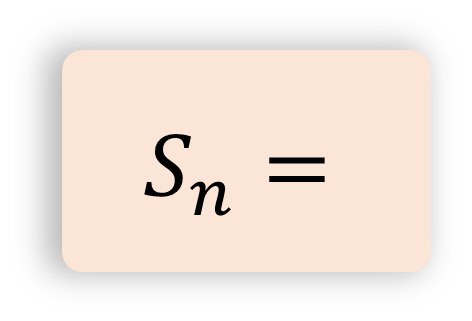 Sₙ =